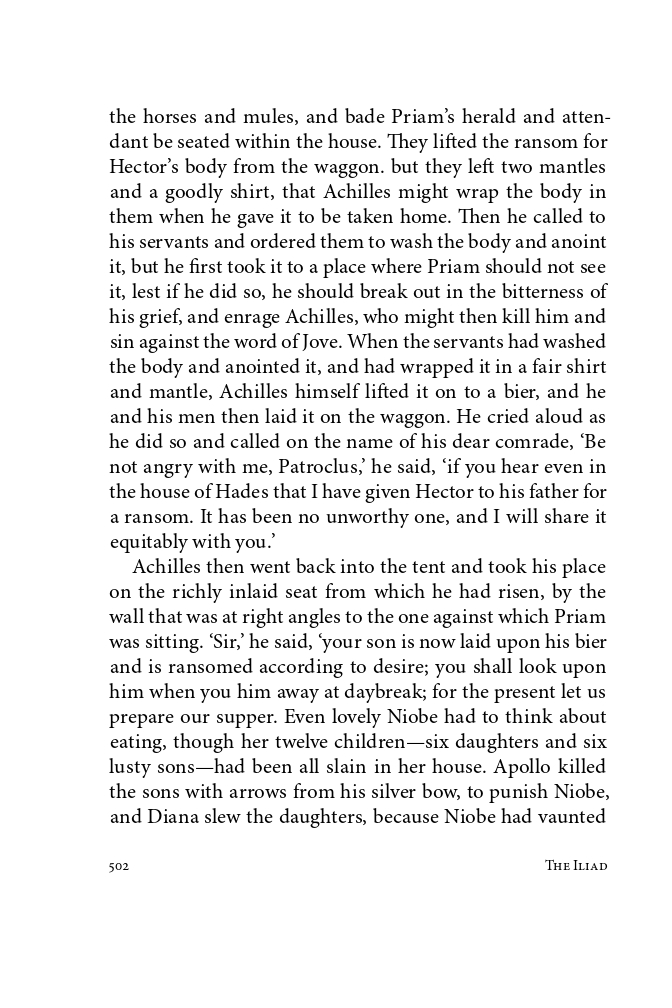 the horses and mules, and bade Priam’s herald and atten-
dant be seated within the house. They lifted the ransom for
Hector’s body from the waggon. but they left two mantles
and a goodly shirt, that Achilles might wrap the body in
them when he gave it to be taken home. Then he called to
his servants and ordered them to wash the body and anoint
it, but he first took it to a place where Priam should not see
it, lest if he did so, he should break out in the bitterness of
his grief, and enrage Achilles, who might then kill him and
sin against the word of Jove. When the servants had washed
the body and anointed it, and had wrapped it in a fair shirt
and mantle, Achilles himself lifted it on to a bier, and he
and his men then laid it on the waggon. He cried aloud as
he did so and called on the name of his dear comrade, ‘Be
not angry with me, Patroclus,’ he said, ‘if you hear even in
the house of Hades that I have given Hector to his father for
a ransom. It has been no unworthy one, and I will share it
equitably with you.’
Achilles then went back into the tent and took his place
on the richly inlaid seat from which he had risen, by the
wall that was at right angles to the one against which Priam
was sitting. ‘Sir,’ he said, ‘your son is now laid upon his bier
and is ransomed according to desire; you shall look upon
him when you him away at daybreak; for the present let us
prepare our supper. Even lovely Niobe had to think about
eating, though her twelve children—six daughters and six
lusty sons—had been all slain in her house. Apollo killed
the sons with arrows from his silver bow, to punish Niobe,
and Diana slew the daughters, because Niobe had vaunted
502 The Iliad